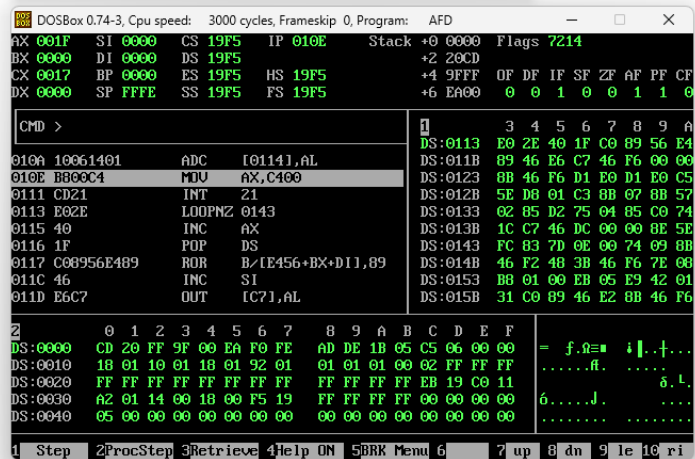 DOSBox 0.74-3, Cpu speed: 3000 cycles, Frameskip 0, Program: AFD
AX 001F SI 0000 CS 19F5 IP 010E Stack +0 0000 Flags 7214
BX 0000 DI 0000 DS 19F5 +2 20CD
CX 0017 BP 0000 ES 19F5 HS 19F5 +4 9FFF OF DF IF SF ZF AF PF CF
DX 0000 SP FFFE SS 19F5 FS 19F5 +6 EA00 0 0 1 0 0 1 1 0
CMD >
1 3 4 5 6 7 8 9 A
DS:0113 E0 2E 40 1F C0 89 56 E4
DS:011B 89 46 E6 C7 46 F6 00 00
010A 10061401 ADC [0114],AL
DS:0123 8B 46 F6 D1 E0 D1 E0 C5
010E B800C4 MOV AX,C400
DS:012B 5E D8 01 C3 8B 07 8B 57
0111 CD21 INT 21
DS:0133 02 85 D2 75 04 85 C0 74
0113 E02E LOOPNZ 0143
DS:013B 1C C7 46 DC 00 00 8E 5E
0115 40 INC AX
DS:0143 FC 83 7D 0E 00 74 09 8B
0116 1F POP DS
DS:014B 46 F2 48 3B 46 F6 7E 08
0117 C08956E489 ROR B/[E456+BX+DI],89
DS:0153 B8 01 00 EB 05 E9 42 01
011C 46 INC SI
DS:015B 31 C0 89 46 E2 8B 46 F6
011D E6C7 OUT [C7],AL
2 0 1 2 3 4 5 6 7 8 9 A B C D E F
DS:0000 CD 20 FF 9F 00 EA F0 FE AD DE 1B 05 C5 06 00 00
DS:0010 18 01 10 01 18 01 92 01 01 01 01 00 02 FF FF FF
DS:0020 FF FF FF FF FF FF FF FF FF FF FF FF EB 19 C0 11
DS:0030 A2 01 14 00 18 00 F5 19 FF FF FF FF 00 00 00 00
DS:0040 05 00 00 00 00 00 00 00 00 00 00 00 00 00 00 00
1 Step 2ProcStep 3Retrieve 4Help ON 5BRK Menu 6 7 up 8 dn 9 le 10 ri